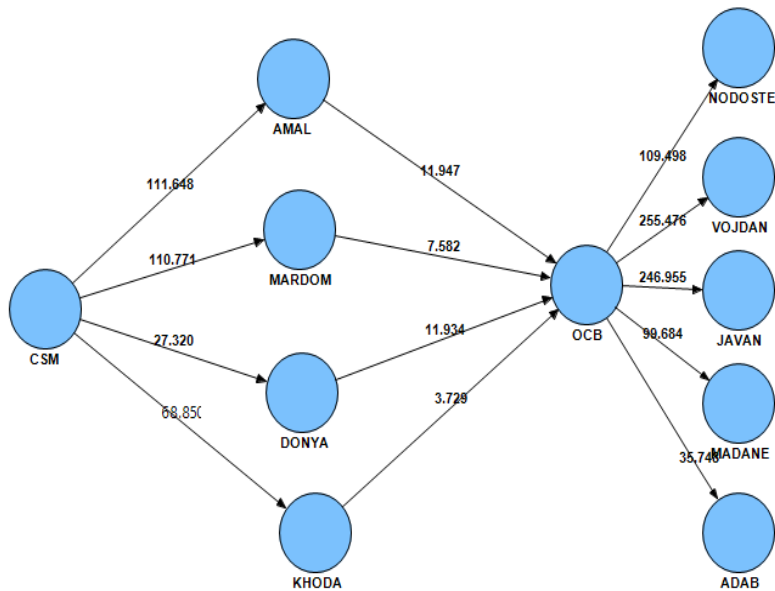 NODOSTE
AMAL
109.498
11.947
111.648
VOJDAN
255.476
MARDOM
7.582
110.771
246.955
OCB
JAVAN
CSM
27.320
11.934
99.684
68.850
3.729
DONYA
MADANE
35.748
KHODA
ADAB